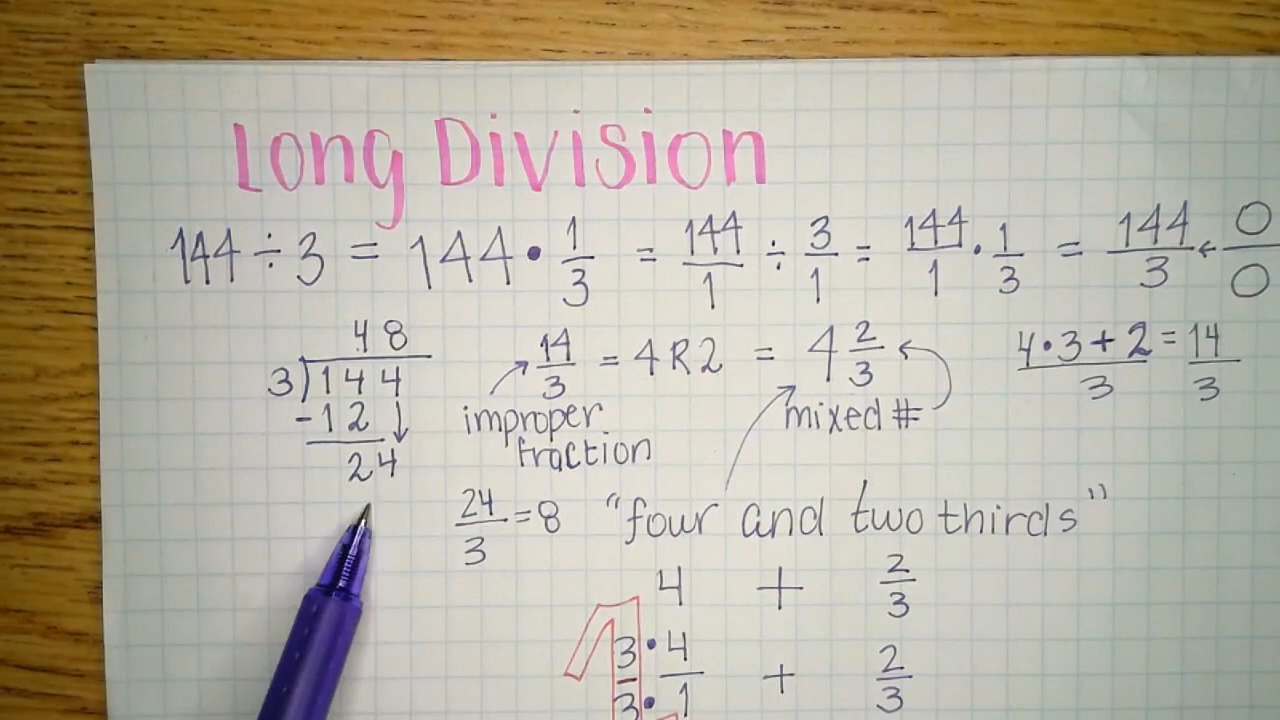 Long Division
144 ÷ 3 = 144 • 1/3 = 144/1 ÷ 3/1 = 144/1 • 1/3 = 144/3 ← 0/0
48
3)144
-12↓
24
14/3 = 4 R 2 = 4 2/3
improper fraction
mixed #
4•3+2/3 = 14/3
24/3 = 8
"four and two thirds"
4 + 2/3
3/3 • 4/1 + 2/3